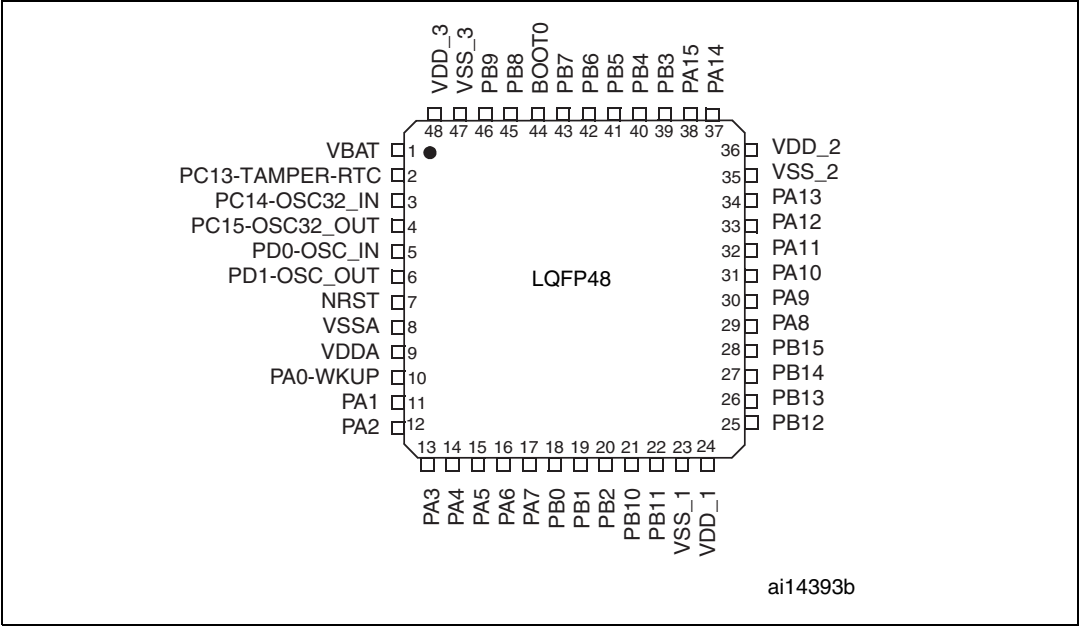 VDD_3
VSS_3
PB9
PB8
BOOT0
PB7
PB6
PB5
PB4
PB3
PA15
PA14
48 47 46 45 44 43 42 41 40 39 38 37
VBAT 1
PC13-TAMPER-RTC 2
PC14-OSC32_IN 3
PC15-OSC32_OUT 4
PD0-OSC_IN 5
PD1-OSC_OUT 6
NRST 7
VSSA 8
VDDA 9
PA0-WKUP 10
PA1 11
PA2 12
LQFP48
36 VDD_2
35 VSS_2
34 PA13
33 PA12
32 PA11
31 PA10
30 PA9
29 PA8
28 PB15
27 PB14
26 PB13
25 PB12
13 14 15 16 17 18 19 20 21 22 23 24
PA3
PA4
PA5
PA6
PA7
PB0
PB1
PB2
PB10
PB11
VSS_1
VDD_1
ai14393b